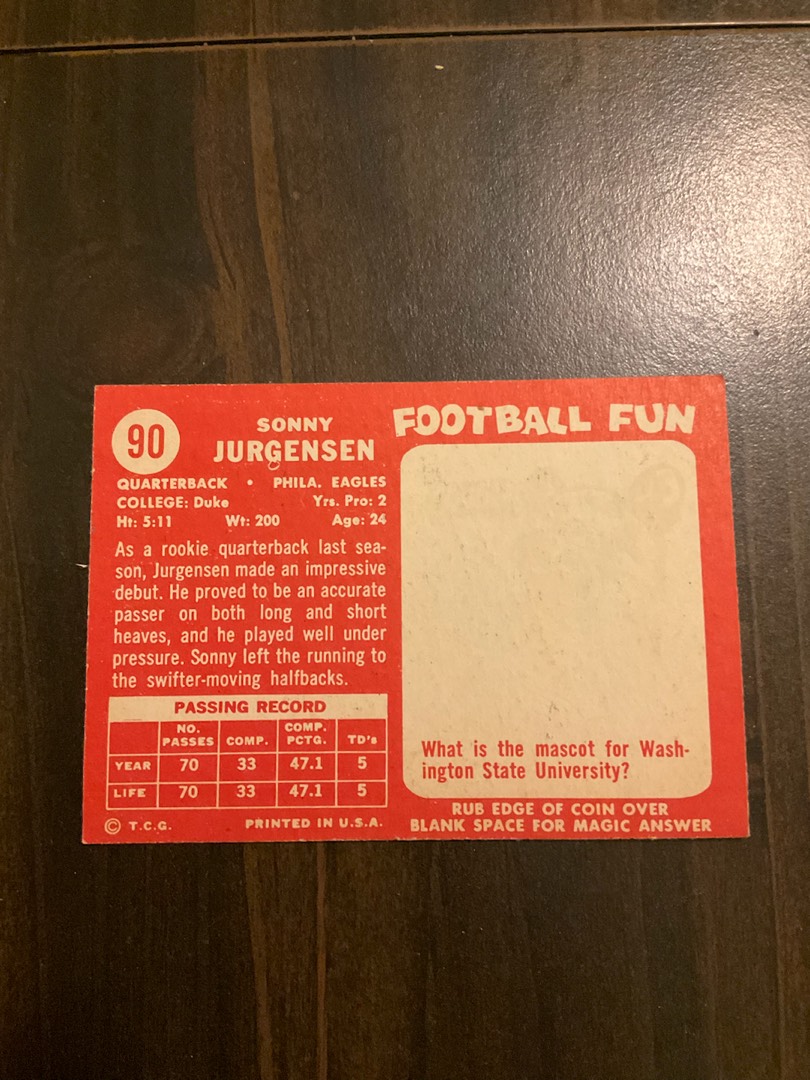 90
SONNY
JURGENSEN
QUARTERBACK • PHILA. EAGLES
COLLEGE: Duke Yrs. Pro: 2
Ht: 5:11 Wt: 200 Age: 24
As a rookie quarterback last sea-
son, Jurgensen made an impressive
debut. He proved to be an accurate
passer on both long and short
heaves, and he played well under
pressure. Sonny left the running to
the swifter-moving halfbacks.
PASSING RECORD
NO. PASSES COMP. COMP. PCTG. TD's
YEAR 70 33 47.1 5
LIFE 70 33 47.1 5
© T.C.G. PRINTED IN U.S.A.
FOOTBALL FUN
What is the mascot for Wash-
ington State University?
RUB EDGE OF COIN OVER
BLANK SPACE FOR MAGIC ANSWER